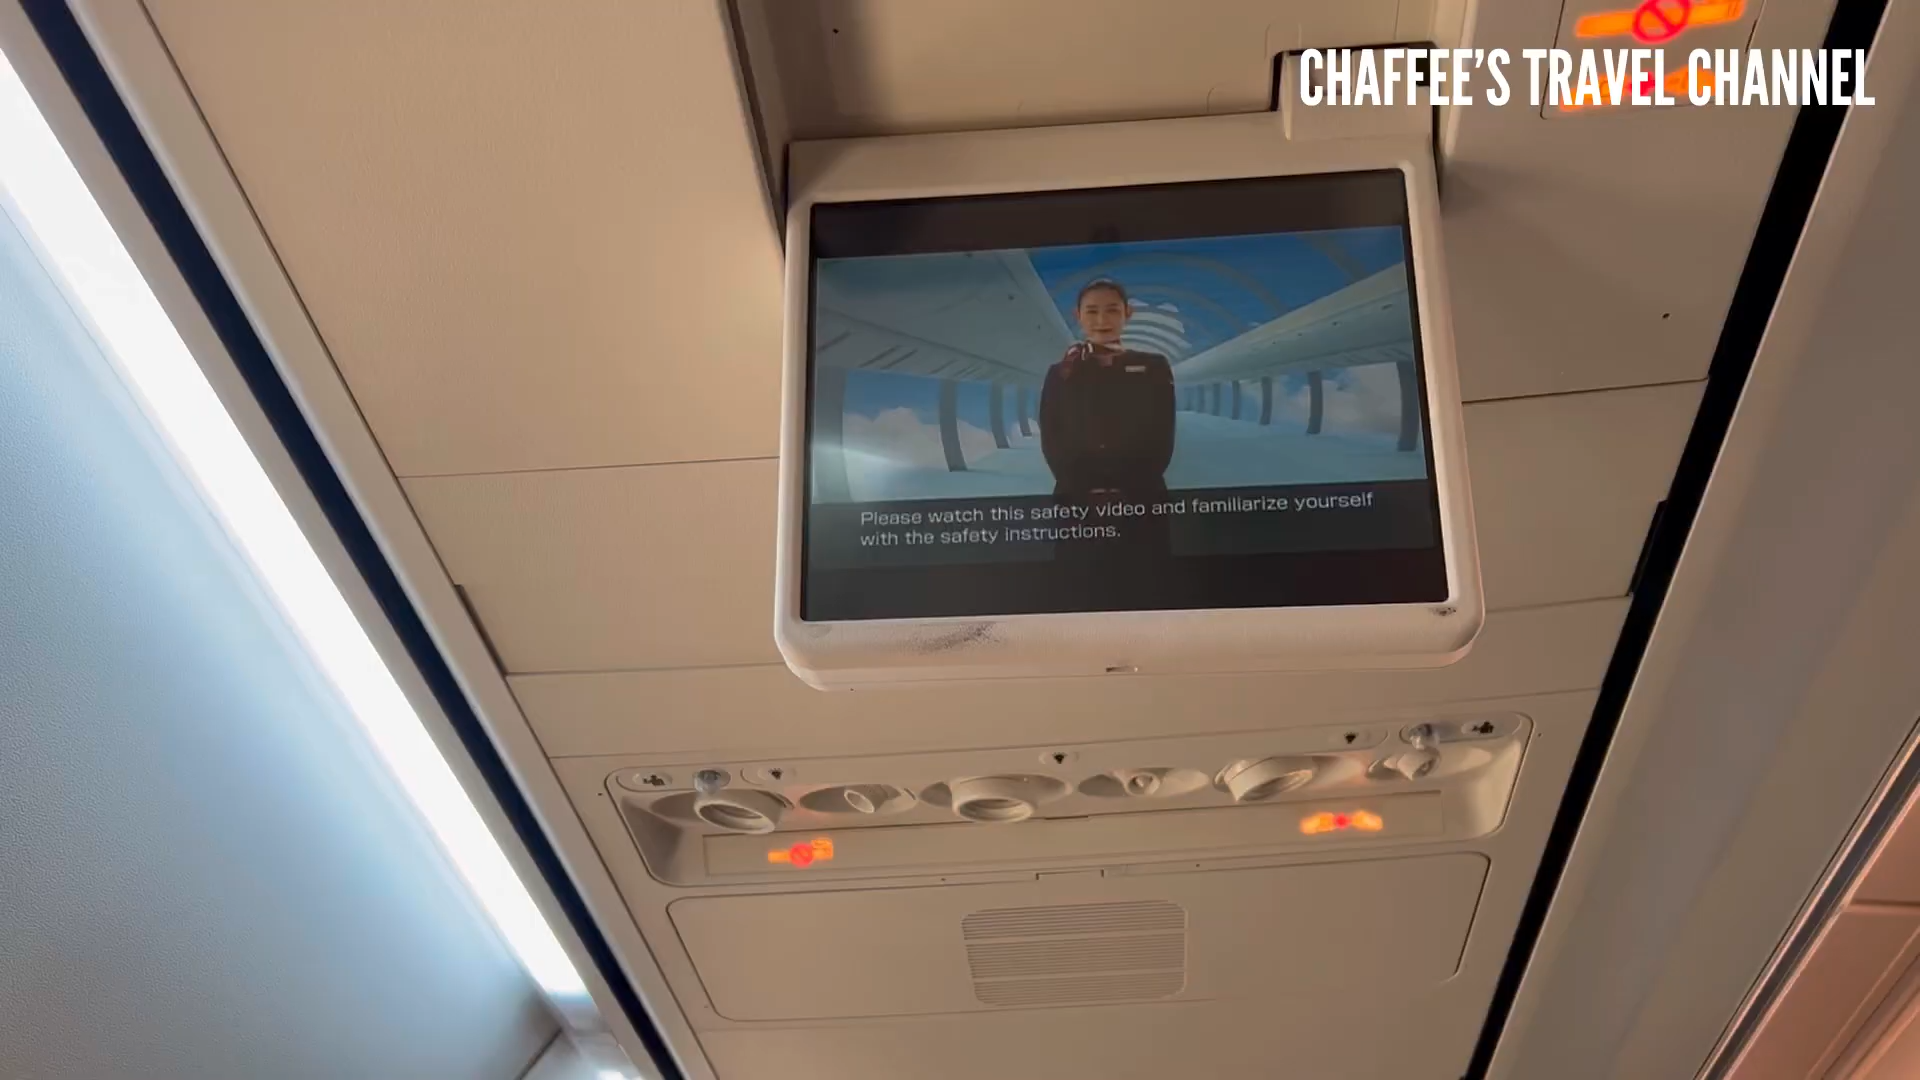 CHAFFEE'S TRAVEL CHANNEL
Please watch this safety video and familiarize yourself
with the safety instructions.